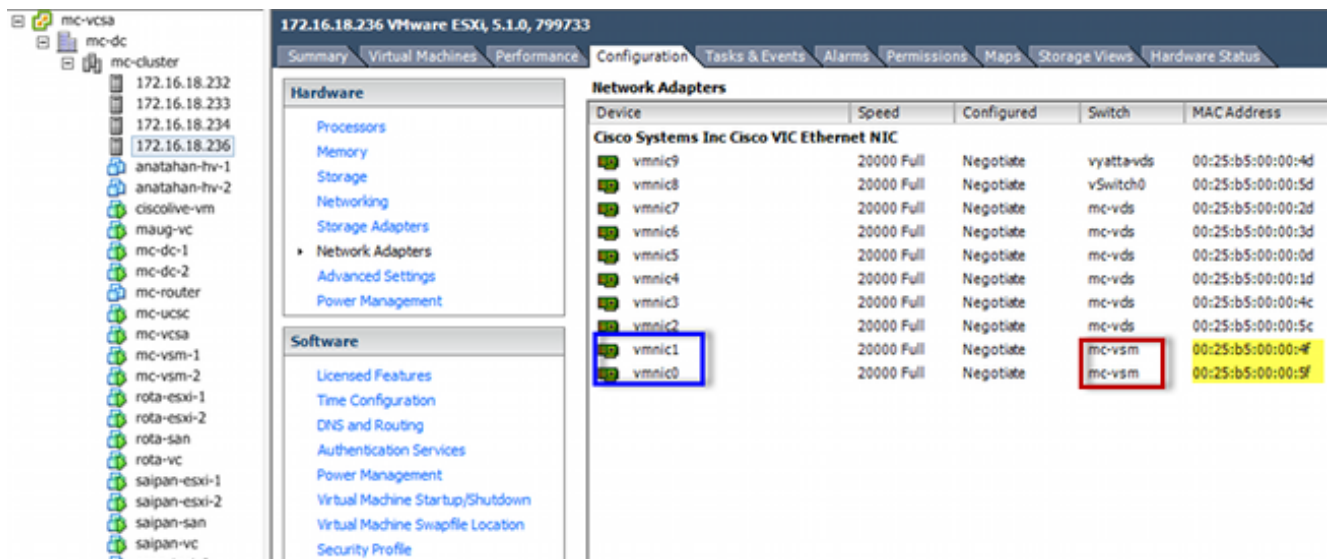 mc-vcsa
mc-dc
mc-cluster
172.16.18.232
172.16.18.233
172.16.18.234
172.16.18.236
anatahan-hv-1
anatahan-hv-2
ciscolive-vm
maug-vc
mc-dc-1
mc-dc-2
mc-router
mc-ucsc
mc-vcsa
mc-vsm-1
mc-vsm-2
rota-esxi-1
rota-esxi-2
rota-san
rota-vc
saipan-esxi-1
saipan-esxi-2
saipan-san
saipan-vc
172.16.18.236 VMware ESXi, 5.1.0, 799733
Summary Virtual Machines Performance Configuration Tasks & Events Alarms Permissions Maps Storage Views Hardware Status
Hardware
Processors
Memory
Storage
Networking
Storage Adapters
Network Adapters
Advanced Settings
Power Management
Software
Licensed Features
Time Configuration
DNS and Routing
Authentication Services
Power Management
Virtual Machine Startup/Shutdown
Virtual Machine Swapfile Location
Security Profile
Network Adapters
Device Speed Configured Switch MAC Address
Cisco Systems Inc Cisco VIC Ethernet NIC
vmnic9 20000 Full Negotiate vyatta-vds 00:25:b5:00:00:4d
vmnic8 20000 Full Negotiate vSwitch0 00:25:b5:00:00:5d
vmnic7 20000 Full Negotiate mc-vds 00:25:b5:00:00:2d
vmnic6 20000 Full Negotiate mc-vds 00:25:b5:00:00:3d
vmnic5 20000 Full Negotiate mc-vds 00:25:b5:00:00:0d
vmnic4 20000 Full Negotiate mc-vds 00:25:b5:00:00:1d
vmnic3 20000 Full Negotiate mc-vds 00:25:b5:00:00:4c
vmnic2 20000 Full Negotiate mc-vds 00:25:b5:00:00:5c
vmnic1 20000 Full Negotiate mc-vsm 00:25:b5:00:00:4f
vmnic0 20000 Full Negotiate mc-vsm 00:25:b5:00:00:5f